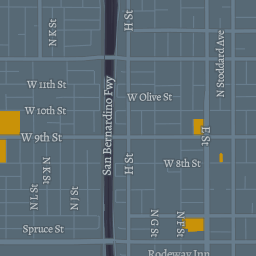 N K St
H St
N Stoddard Ave
W 11th St
W Olive St
W 10th St
San Bernardino Fwy
W 9th St
E St
H St
W 8th St
N K St
N L St
N J St
N G St
N F St
Spruce St
Rodeway Inn